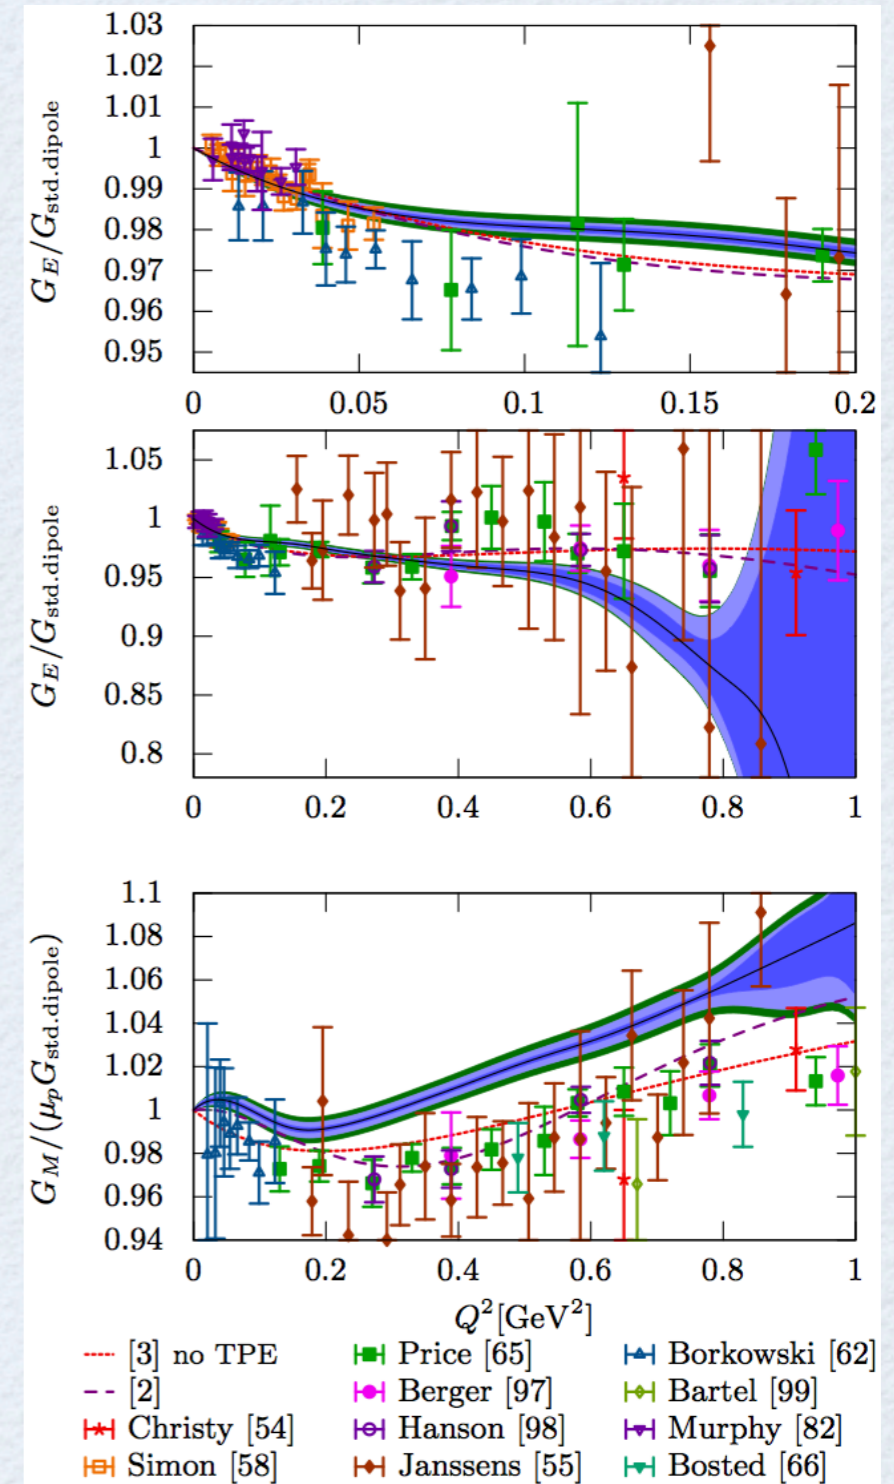 1.03
1.02
1.01
1
0.99
0.98
0.97
0.96
0.95
G_E/G_std.dipole
0 0.05 0.1 0.15 0.2
1.05
1
0.95
0.9
0.85
0.8
G_E/G_std.dipole
0 0.2 0.4 0.6 0.8 1
1.1
1.08
1.06
1.04
1.02
1
0.98
0.96
0.94
G_M/(μ_pG_std.dipole)
0 0.2 0.4 0.6 0.8 1
Q²[GeV²]
[3] no TPE Price [65] Borkowski [62]
[2] Berger [97] Bartel [99]
Christy [54] Hanson [98] Murphy [82]
Simon [58] Janssens [55] Bosted [66]